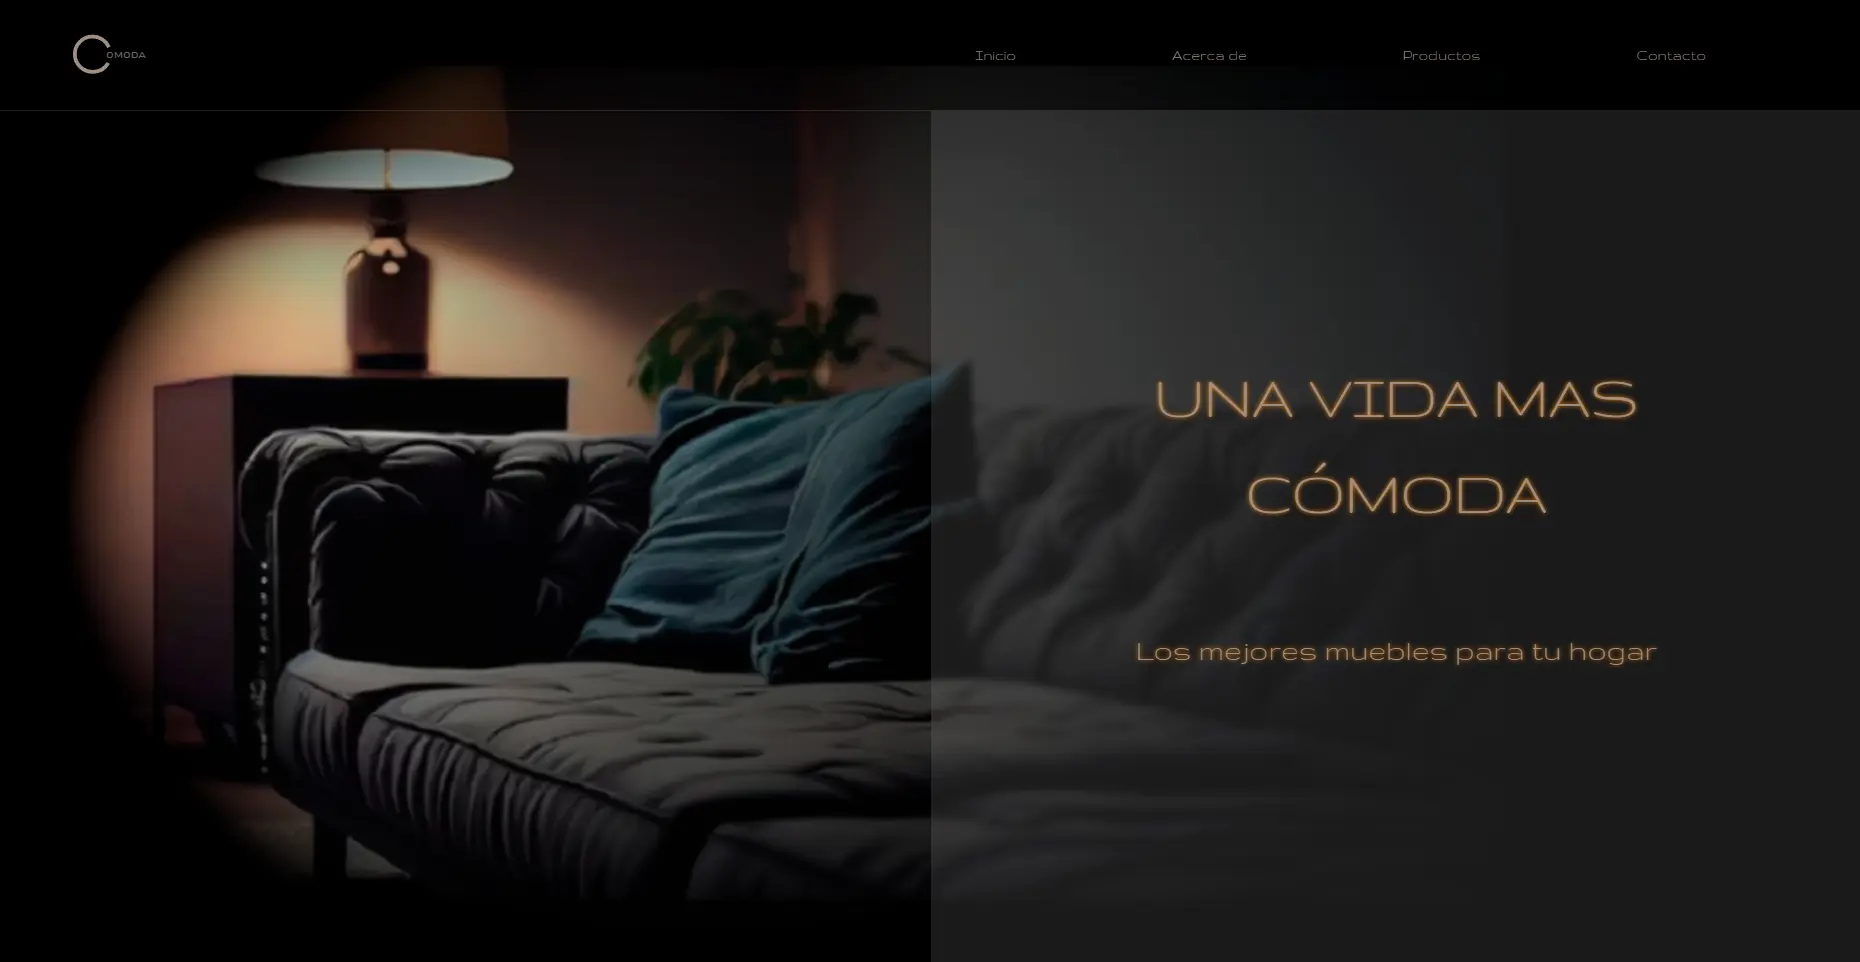 COMODA
Inicio
Acerca de
Productos
Contacto
UNA VIDA MAS
CÓMODA
Los mejores muebles para tu hogar